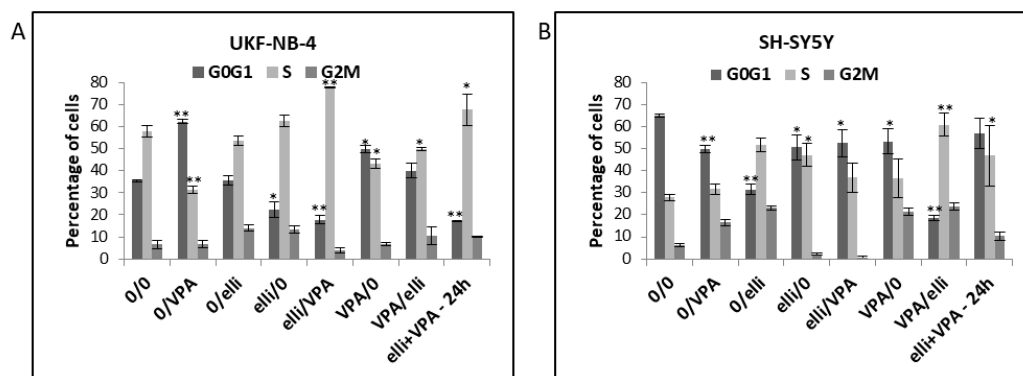 A
UKF-NB-4
G0G1 S G2M
Percentage of cells
80
70
60
50
40
30
20
10
0
** ** * ** ** * * * ** *
0/0
0/VPA
0/elli
elli/0
elli/VPA
VPA/0
VPA/elli
elli+VPA - 24h
B
SH-SY5Y
G0G1 S G2M
Percentage of cells
80
70
60
50
40
30
20
10
0
** ** * * * * ** ** *
0/0
0/VPA
0/elli
elli/0
elli/VPA
VPA/0
VPA/elli
elli+VPA - 24h